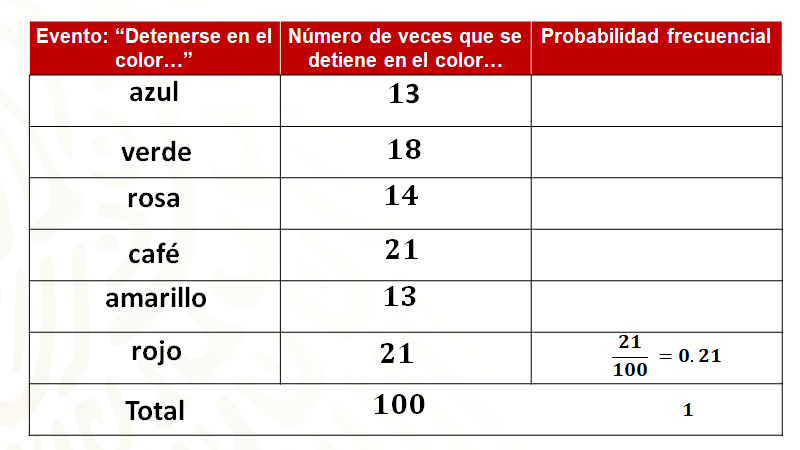 Evento: “Detenerse en el color…”
Número de veces que se detiene en el color…
Probabilidad frecuencial
azul 13
verde 18
rosa 14
café 21
amarillo 13
rojo 21 21/100 = 0.21
Total 100 1